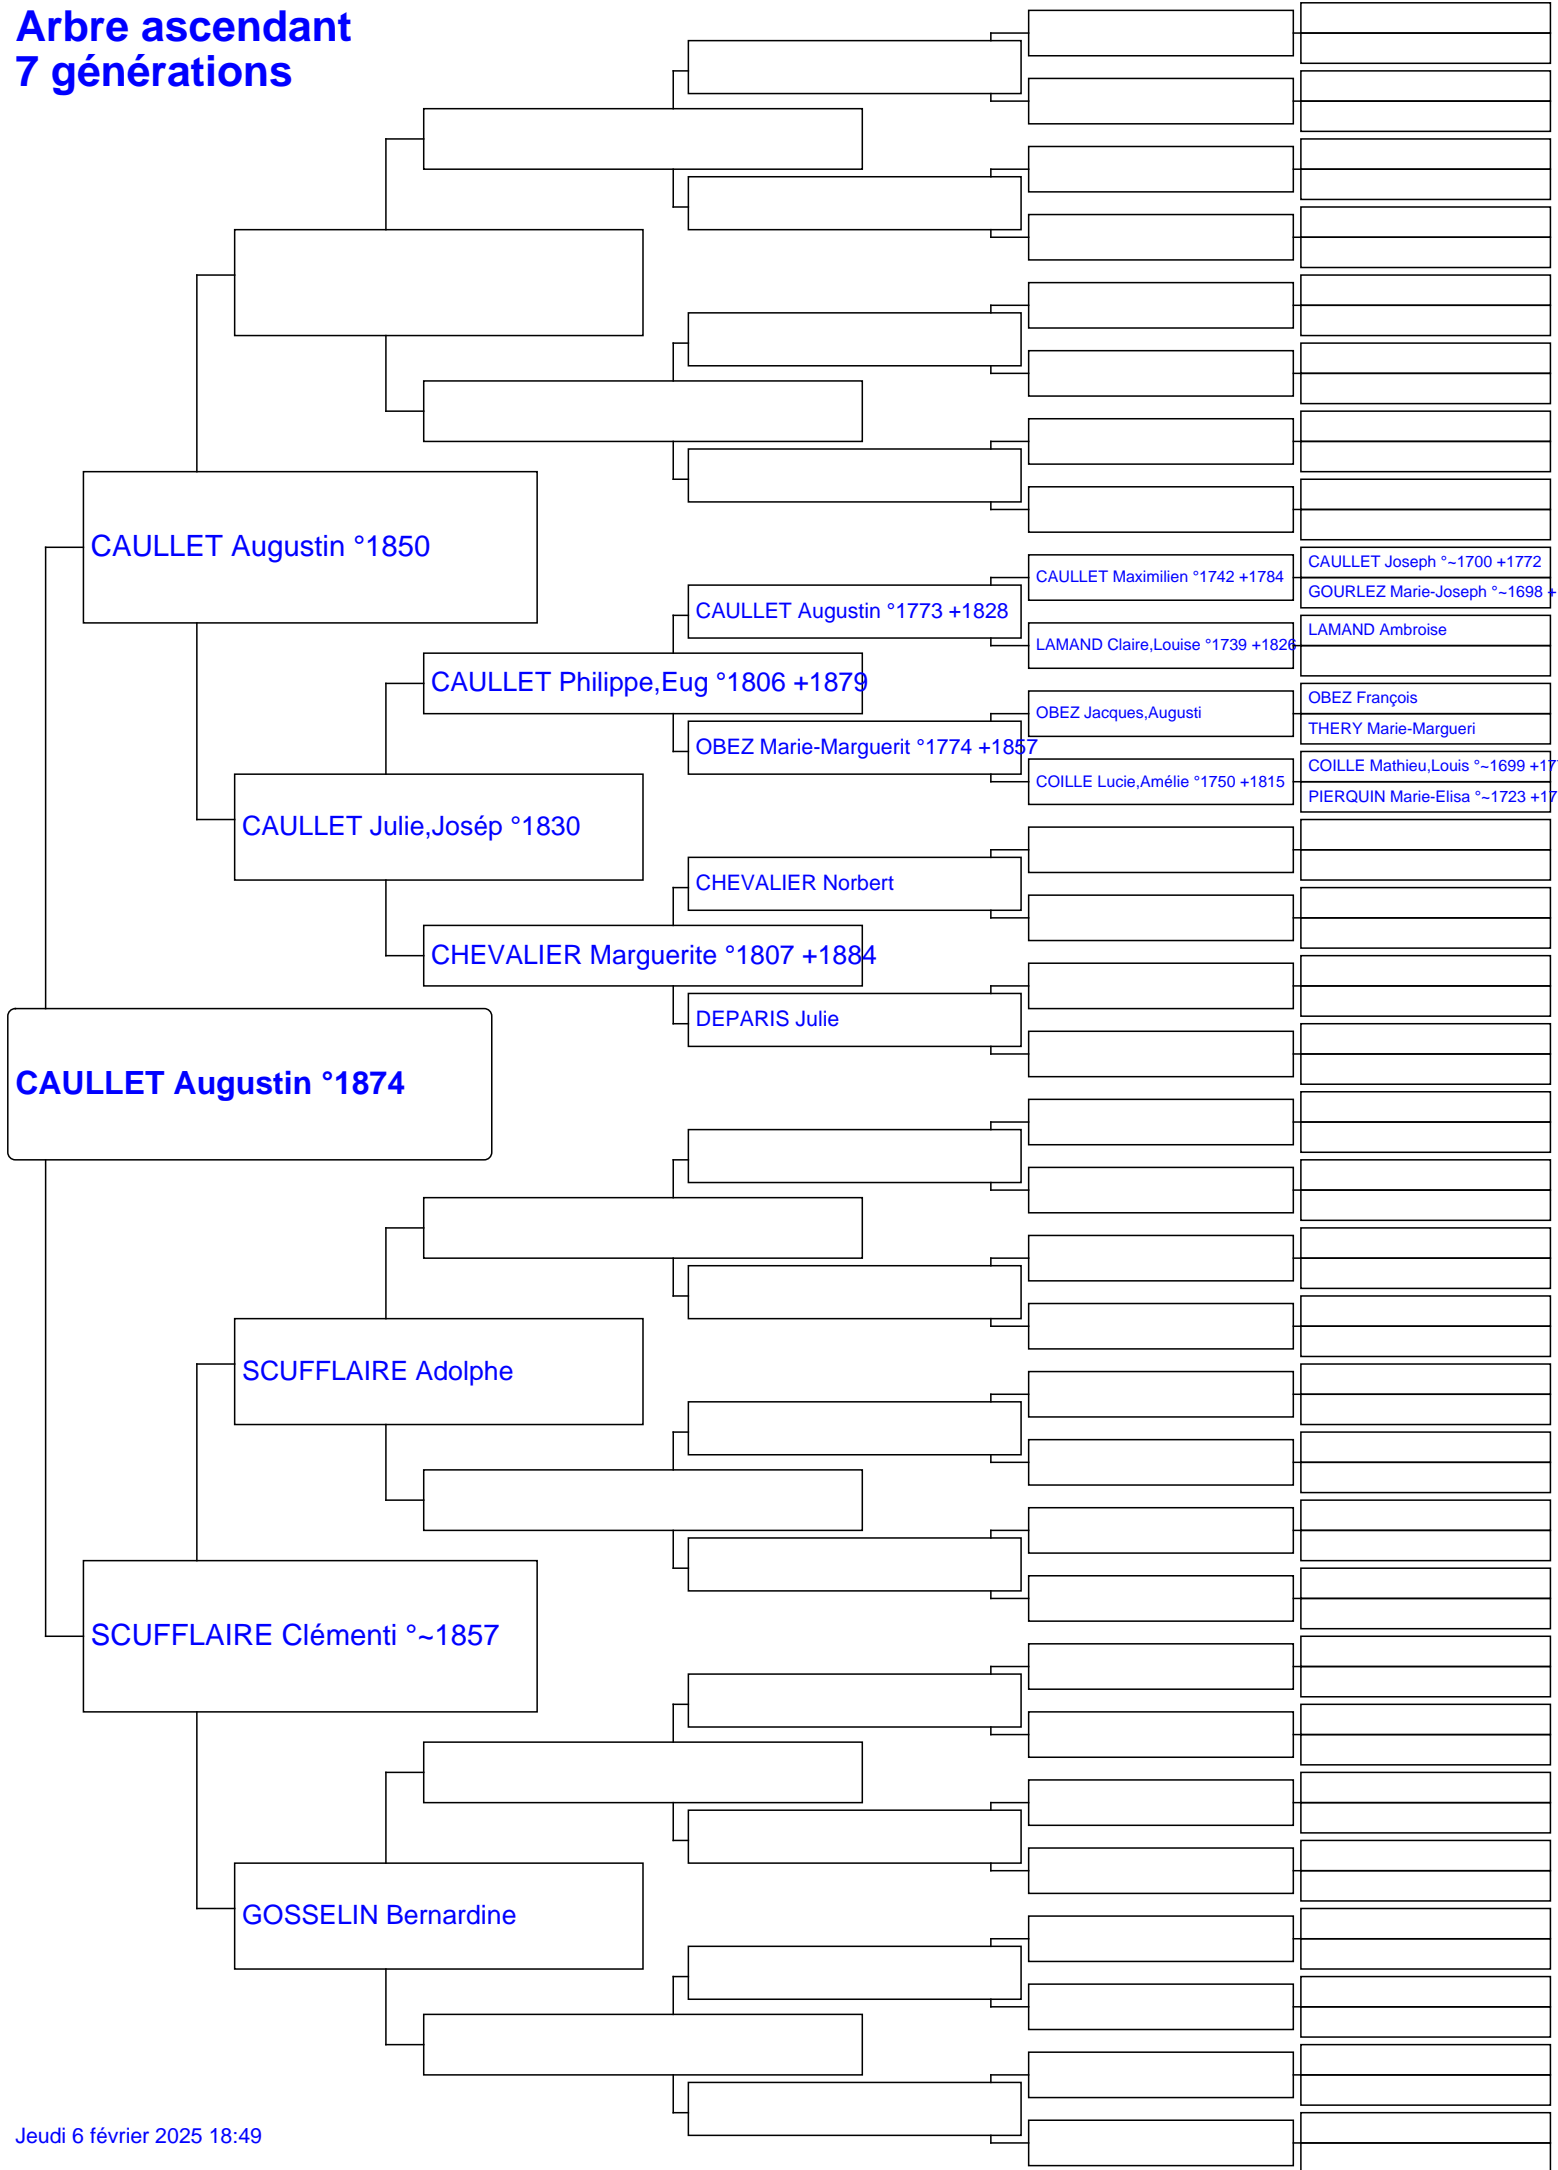 Arbre ascendant
7 générations
CAULLET Augustin °1850
CAULLET Joseph °~1700 +1772
CAULLET Maximilien °1742 +1784
GOURLEZ Marie-Joseph °~1698 +
CAULLET Augustin °1773 +1828
LAMAND Ambroise
LAMAND Claire,Louise °1739 +1826
CAULLET Philippe,Eug °1806 +1879
OBEZ François
OBEZ Jacques,Augusti
THERY Marie-Margueri
OBEZ Marie-Marguerit °1774 +1857
COILLE Mathieu,Louis °~1699 +17
COILLE Lucie,Amélie °1750 +1815
PIERQUIN Marie-Elisa °~1723 +17
CAULLET Julie,Josép °1830
CHEVALIER Norbert
CHEVALIER Marguerite °1807 +1884
DEPARIS Julie
CAULLET Augustin °1874
SCUFFLAIRE Adolphe
SCUFFLAIRE Clémenti °~1857
GOSSELIN Bernardine
Jeudi 6 février 2025 18:49